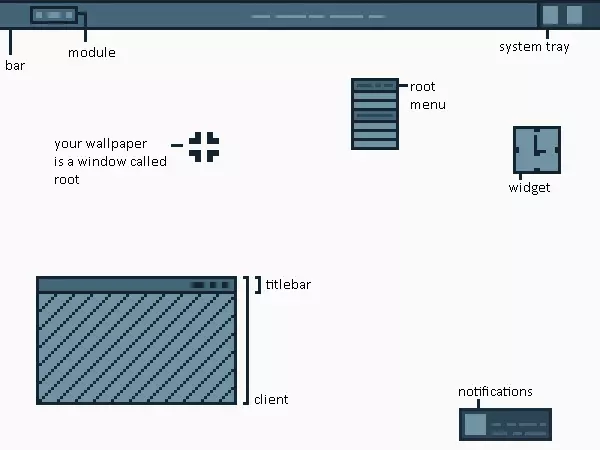 system tray
module
bar
root
menu
your wallpaper
is a window called
root
widget
titlebar
client
notifications